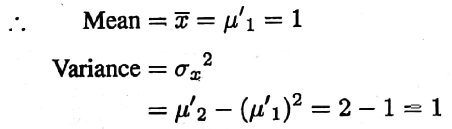 ∴ Mean = x̄ = μ′₁ = 1
Variance = σₓ²
= μ′₂ − (μ′₁)² = 2 − 1 = 1